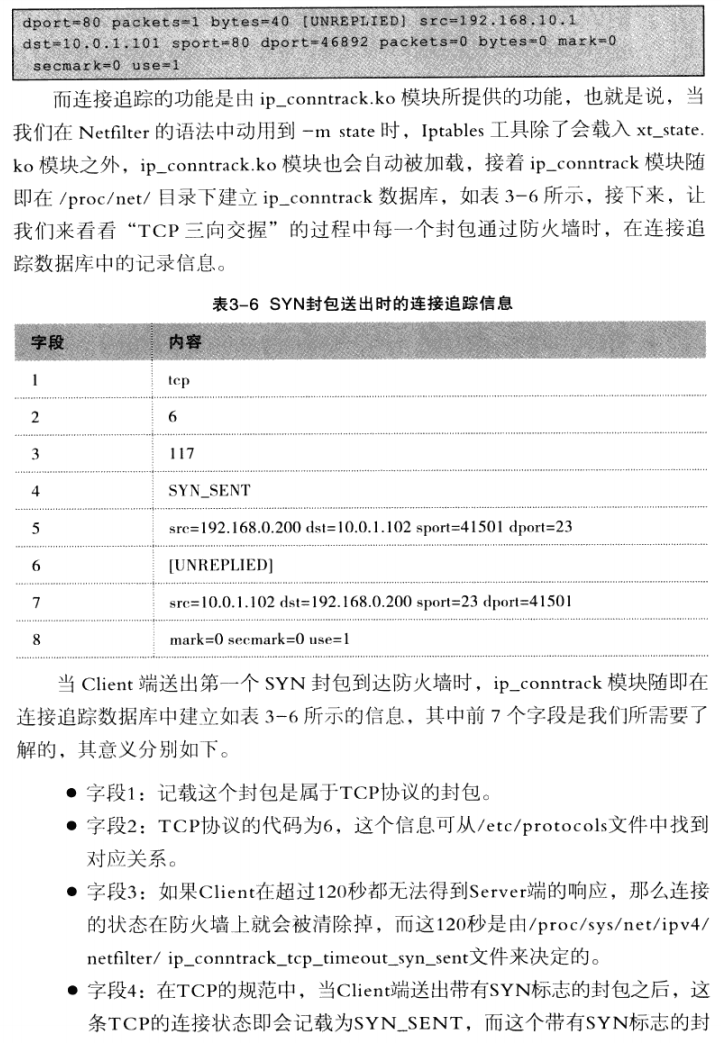 dport=80 packets=1 bytes=40 [UNREPLIED] src=192.168.10.1
dst=10.0.1.101 sport=80 dport=46892 packets=0 bytes=0 mark=0
secmark=0 use=1
而连接追踪的功能是由 ip_conntrack.ko 模块所提供的功能，也就是说，当
我们在 Netfilter 的语法中动用到 -m state 时，Iptables 工具除了会载入 xt_state.
ko 模块之外，ip_conntrack.ko 模块也会自动被加载，接着 ip_conntrack 模块随
即在 /proc/net/ 目录下建立 ip_conntrack 数据库，如表 3-6 所示，接下来，让
我们来看看“TCP 三向交握”的过程中每一个封包通过防火墙时，在连接追
踪数据库中的记录信息。
表3-6 SYN封包送出时的连接追踪信息
字段 内容
1 tcp
2 6
3 117
4 SYN_SENT
5 src=192.168.0.200 dst=10.0.1.102 sport=41501 dport=23
6 [UNREPLIED]
7 src=10.0.1.102 dst=192.168.0.200 sport=23 dport=41501
8 mark=0 secmark=0 use=1
当 Client 端送出第一个 SYN 封包到达防火墙时，ip_conntrack 模块随即在
连接追踪数据库中建立如表 3-6 所示的信息，其中前 7 个字段是我们所需要了
解的，其意义分别如下。
● 字段1：记载这个封包是属于TCP协议的封包。
● 字段2：TCP协议的代码为6，这个信息可从/etc/protocols文件中找到
对应关系。
● 字段3：如果Client在超过120秒都无法得到Server端的响应，那么连接
的状态在防火墙上就会被清除掉，而这120秒是由/proc/sys/net/ipv4/
netfilter/ ip_conntrack_tcp_timeout_syn_sent文件来决定的。
● 字段4：在TCP的规范中，当Client端送出带有SYN标志的封包之后，这
条TCP的连接状态即会记载为SYN_SENT，而这个带有SYN标志的封